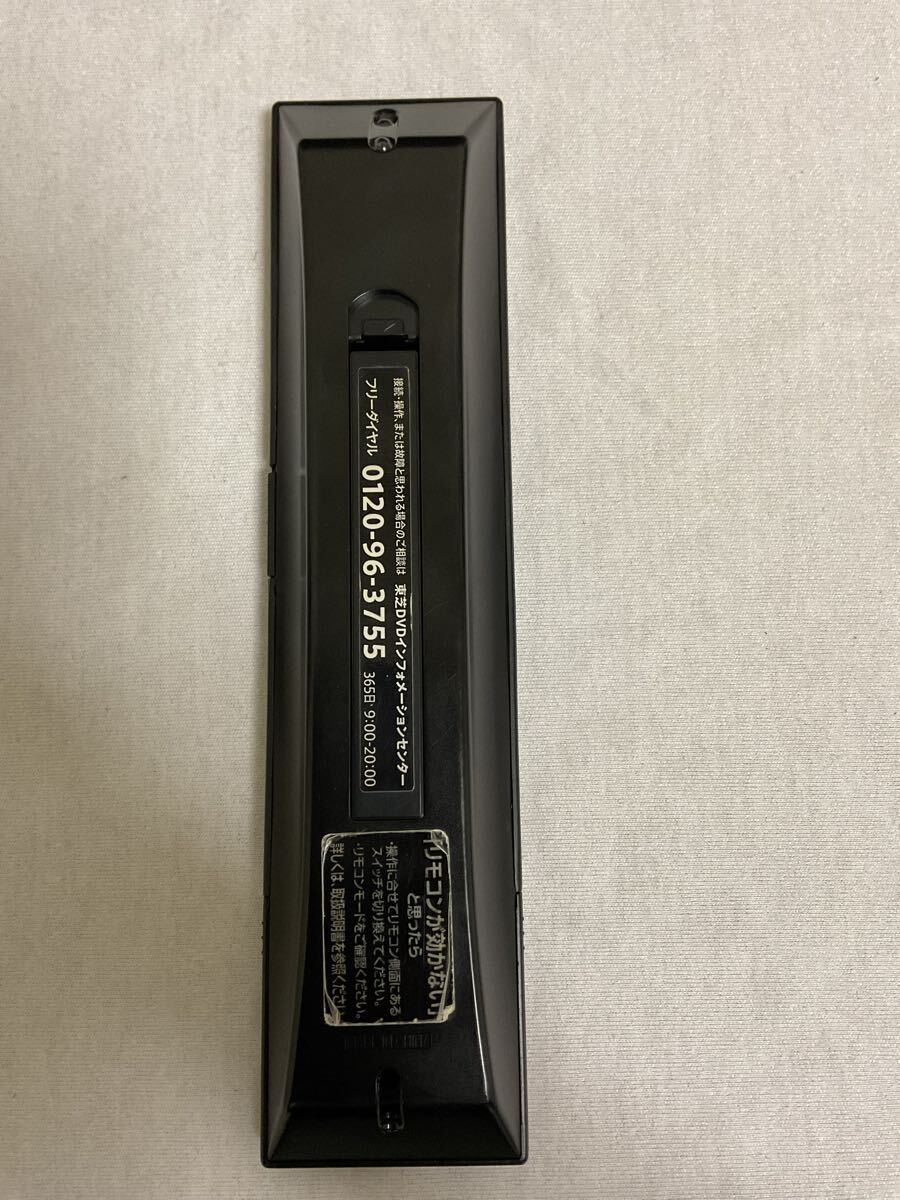 接続・操作、または故障と思われる場合のご相談は 東芝DVDインフォメーションセンター
フリーダイヤル 0120-96-3755 365日・9:00-20:00
「リモコンが効かない」
と思ったら
・操作に合せてリモコン側面にある
スイッチを切り換えてください。
・リモコンモードをご確認ください。
詳しくは、取扱説明書を参照ください